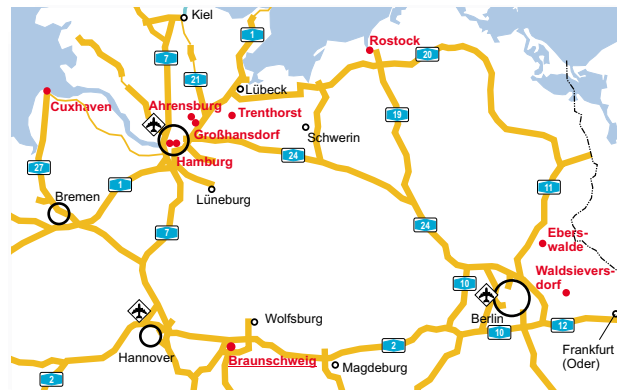 Kiel
1
7
Rostock
20
21
Lübeck
Cuxhaven
Ahrensburg
Trenthorst
19
Großhansdorf
Schwerin
Hamburg
24
27
1
11
Bremen
Lüneburg
24
7
Ebers-
walde
Waldsievers-
dorf
10
Berlin
Wolfsburg
12
10
2
Hannover
Frankfurt
(Oder)
Braunschweig
Magdeburg
2